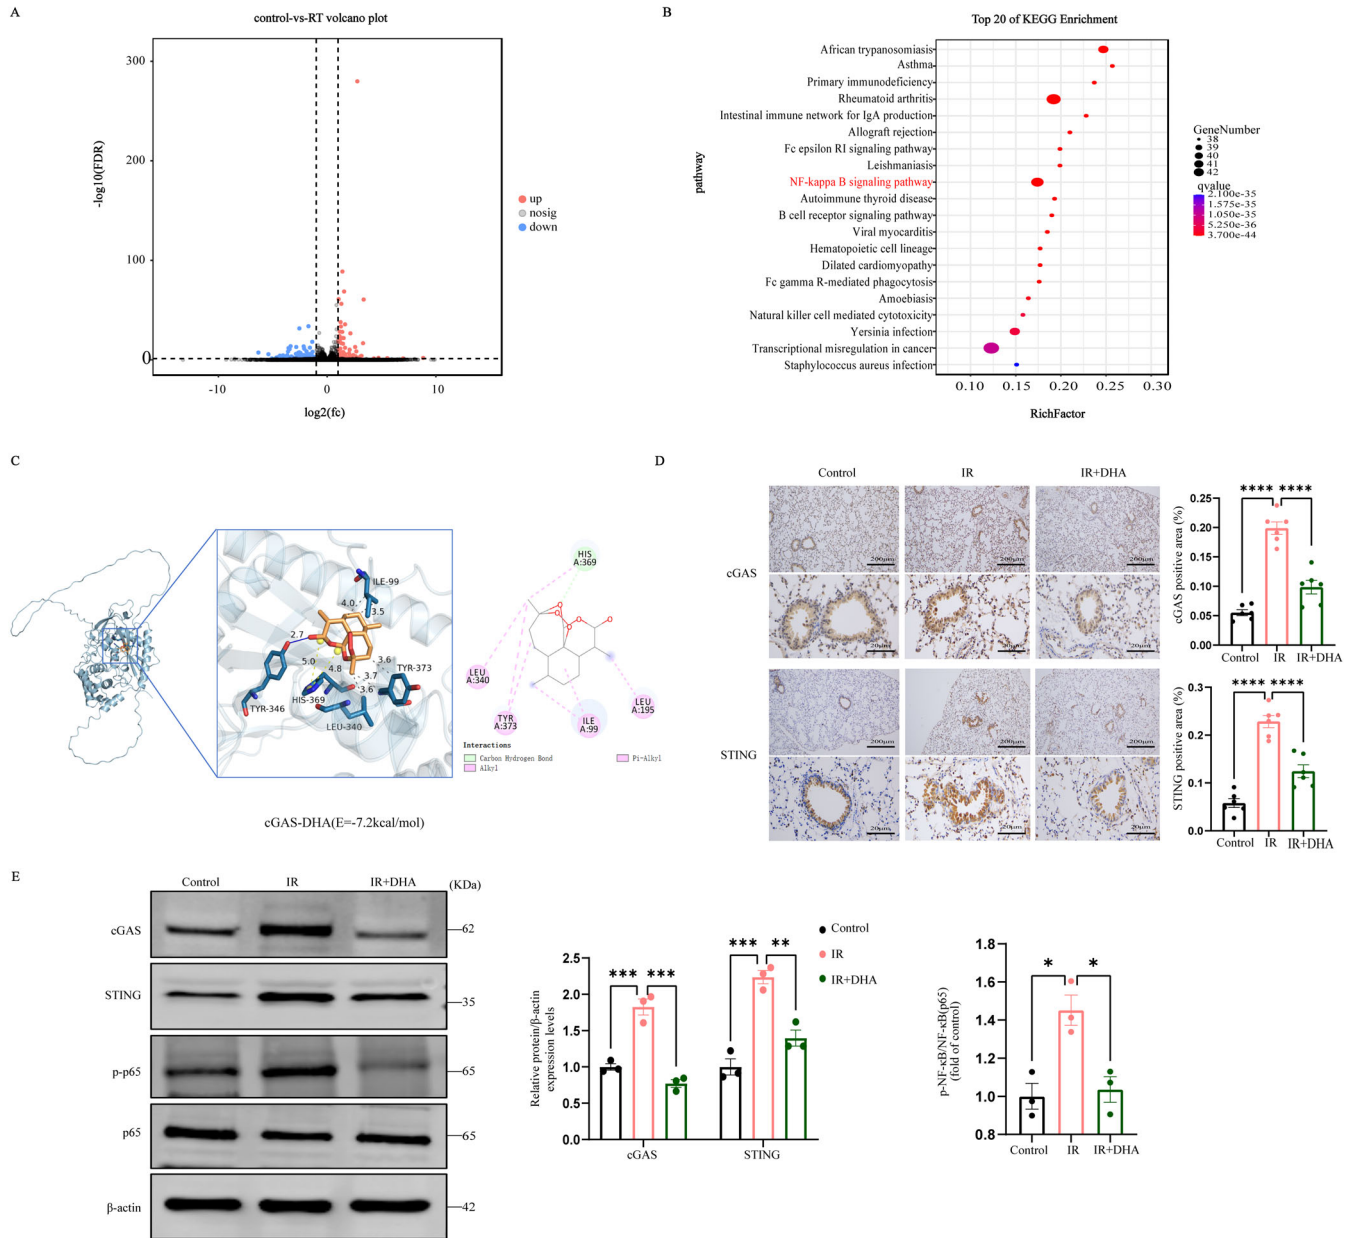 A
control-vs-RT volcano plot
300
200
100
0
-log10(FDR)
-10
0
10
log2(fc)
up
nosig
down
B
Top 20 of KEGG Enrichment
African trypanosomiasis
Asthma
Primary immunodeficiency
Rheumatoid arthritis
Intestinal immune network for IgA production
Allograft rejection
Fc epsilon RI signaling pathway
Leishmaniasis
NF-kappa B signaling pathway
Autoimmune thyroid disease
B cell receptor signaling pathway
Viral myocarditis
Hematopoietic cell lineage
Dilated cardiomyopathy
Fc gamma R-mediated phagocytosis
Amoebiasis
Natural killer cell mediated cytotoxicity
Yersinia infection
Transcriptional misregulation in cancer
Staphylococcus aureus infection
pathway
0.10
0.15
0.20
0.25
0.30
RichFactor
GeneNumber
38
39
40
41
42
qvalue
2.100e-35
1.575e-35
1.050e-35
5.250e-36
3.700e-44
C
ILE-99
4.0
3.5
2.7
5.0
4.8
3.6
3.7
3.6
TYR-373
HIS-369
TYR-346
LEU-340
HIS
A:369
LEU
A:340
TYR
A:373
ILE
A:99
LEU
A:195
Interactions
Carbon Hydrogen Bond
Alkyl
Pi-Alkyl
cGAS-DHA(E=-7.2kcal/mol)
D
Control
IR
IR+DHA
cGAS
200μm
200μm
200μm
20μm
20μm
20μm
STING
200μm
200μm
200μm
20μm
20μm
20μm
cGAS positive area (%)
0.25
0.20
0.15
0.10
0.05
0.00
**** ****
Control
IR
IR+DHA
STING positive area (%)
0.3
0.2
0.1
0.0
**** ****
Control
IR
IR+DHA
E
Control
IR
IR+DHA
(KDa)
cGAS
62
STING
35
p-p65
65
p65
65
β-actin
42
Relative protein/β-actin
expression levels
2.5
2.0
1.5
1.0
0.5
0.0
*** ***
*** **
cGAS
STING
Control
IR
IR+DHA
p-NF-κB/NF-κB(p65)
(fold of control)
1.8
1.6
1.4
1.2
1.0
0.8
* *
Control
IR
IR+DHA